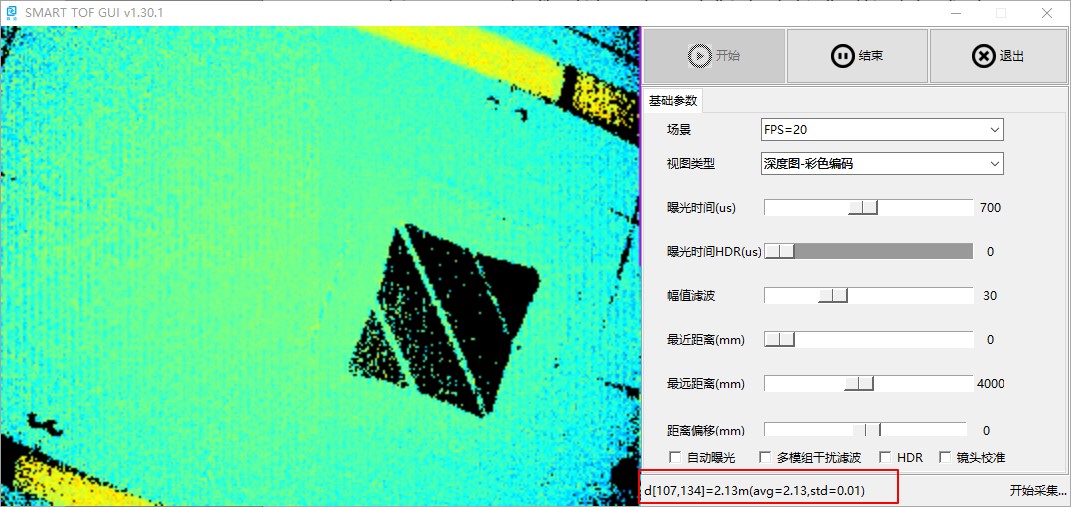 SMART TOF GUI v1.30.1
开始
结束
退出
基础参数
场景
FPS=20
视图类型
深度图-彩色编码
曝光时间(us)
700
曝光时间HDR(us)
0
幅值滤波
30
最近距离(mm)
0
最远距离(mm)
4000
距离偏移(mm)
0
自动曝光
多模组干扰滤波
HDR
镜头校准
d[107,134]=2.13m(avg=2.13,std=0.01)
开始采集...